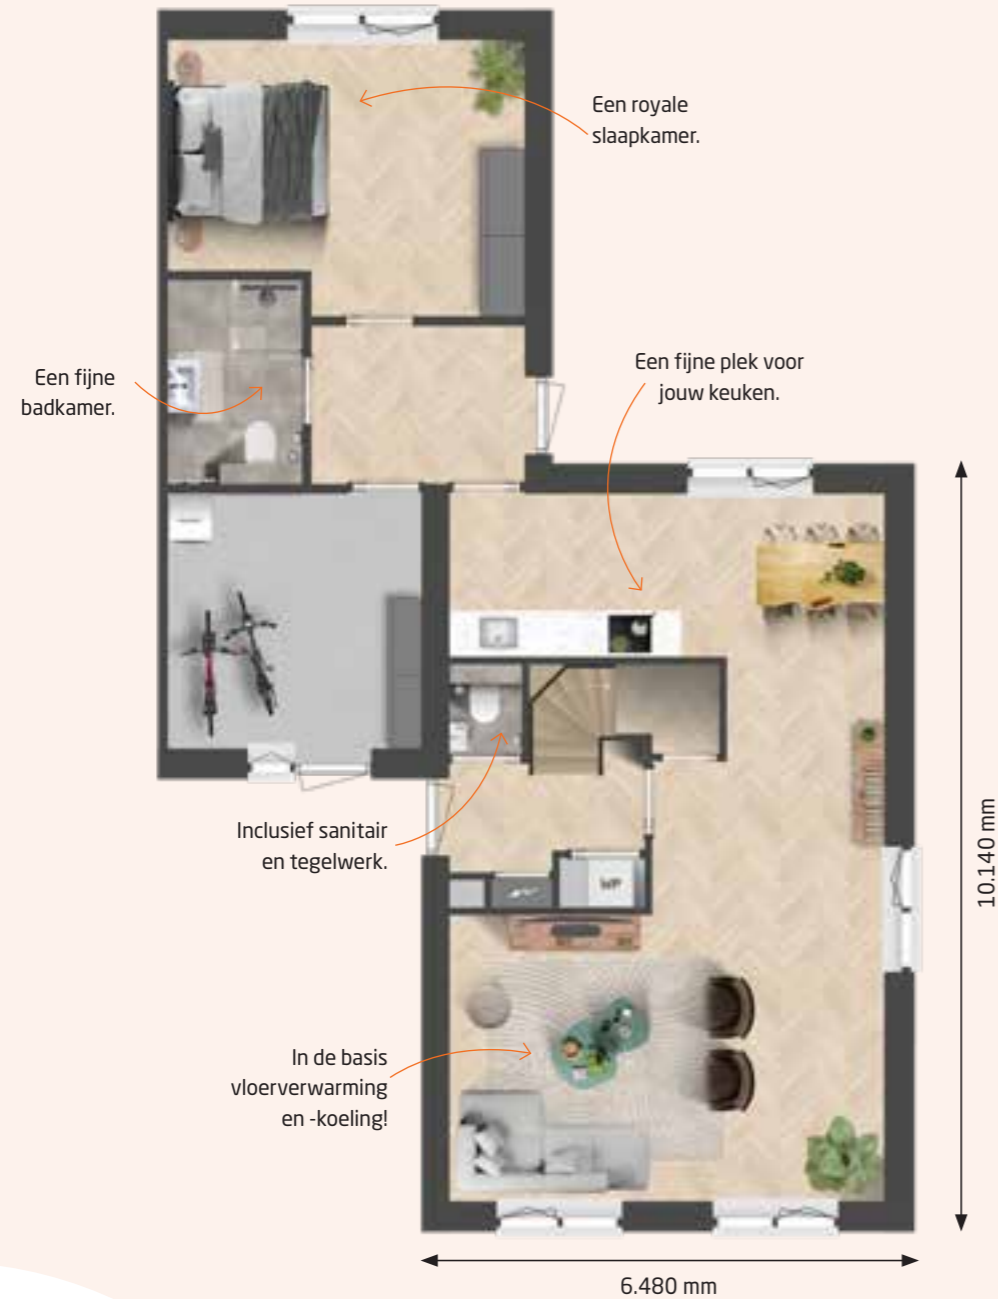 Een royale
slaapkamer.
Een fijne
badkamer.
Een fijne plek voor
jouw keuken.
Inclusief sanitair
en tegelwerk.
WP
In de basis
vloerverwarming
en -koeling!
10.140 mm
6.480 mm